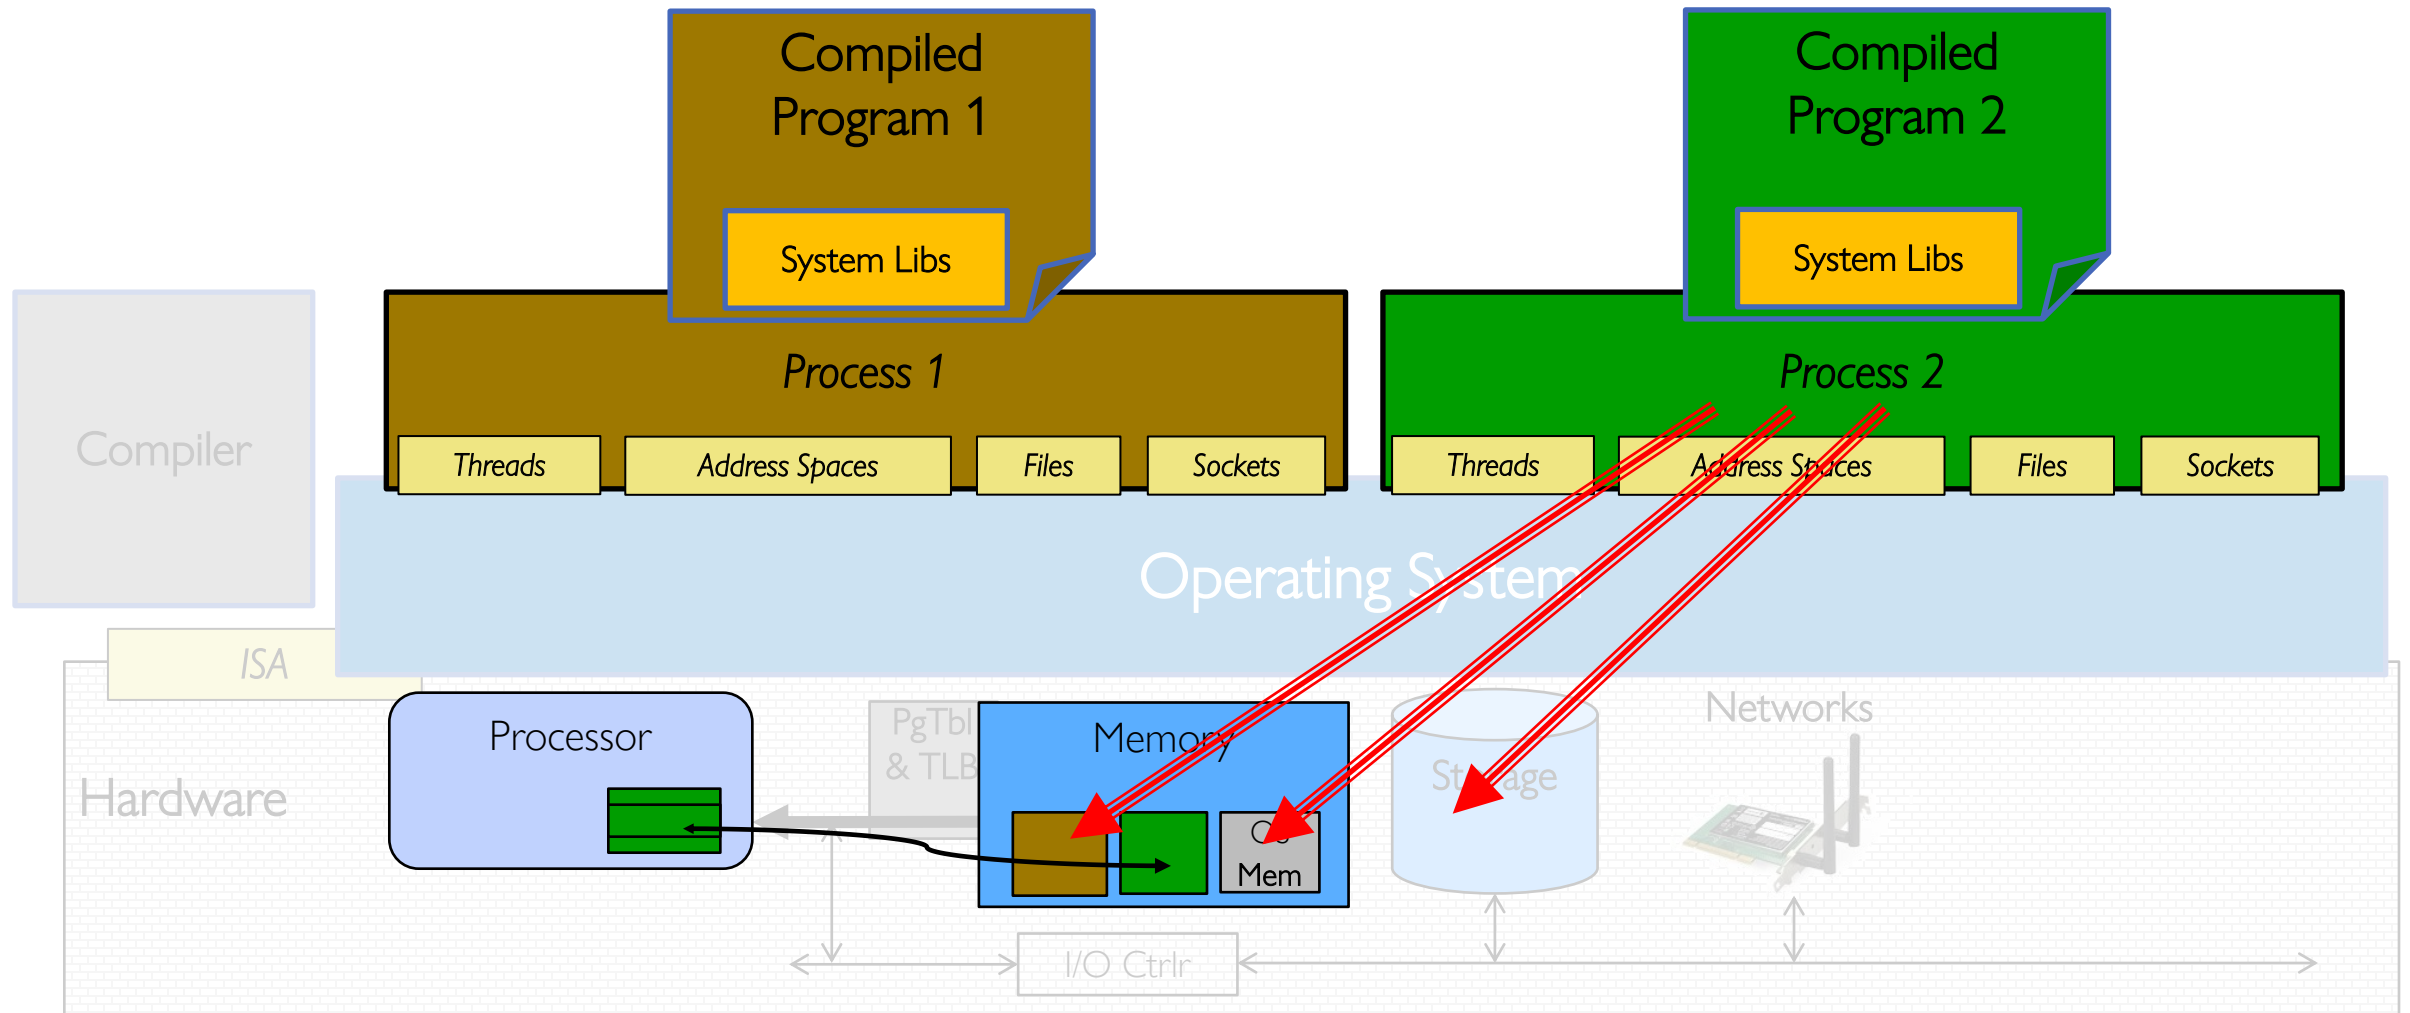 Compiled
Program 1
System Libs
Compiled
Program 2
System Libs
Process 1
Process 2
Compiler
Threads
Address Spaces
Files
Sockets
Threads
Address Spaces
Files
Sockets
Operating System
ISA
Hardware
Processor
PgTbl
& TLB
Memory
OS
Mem
Storage
Networks
I/O Ctrlr